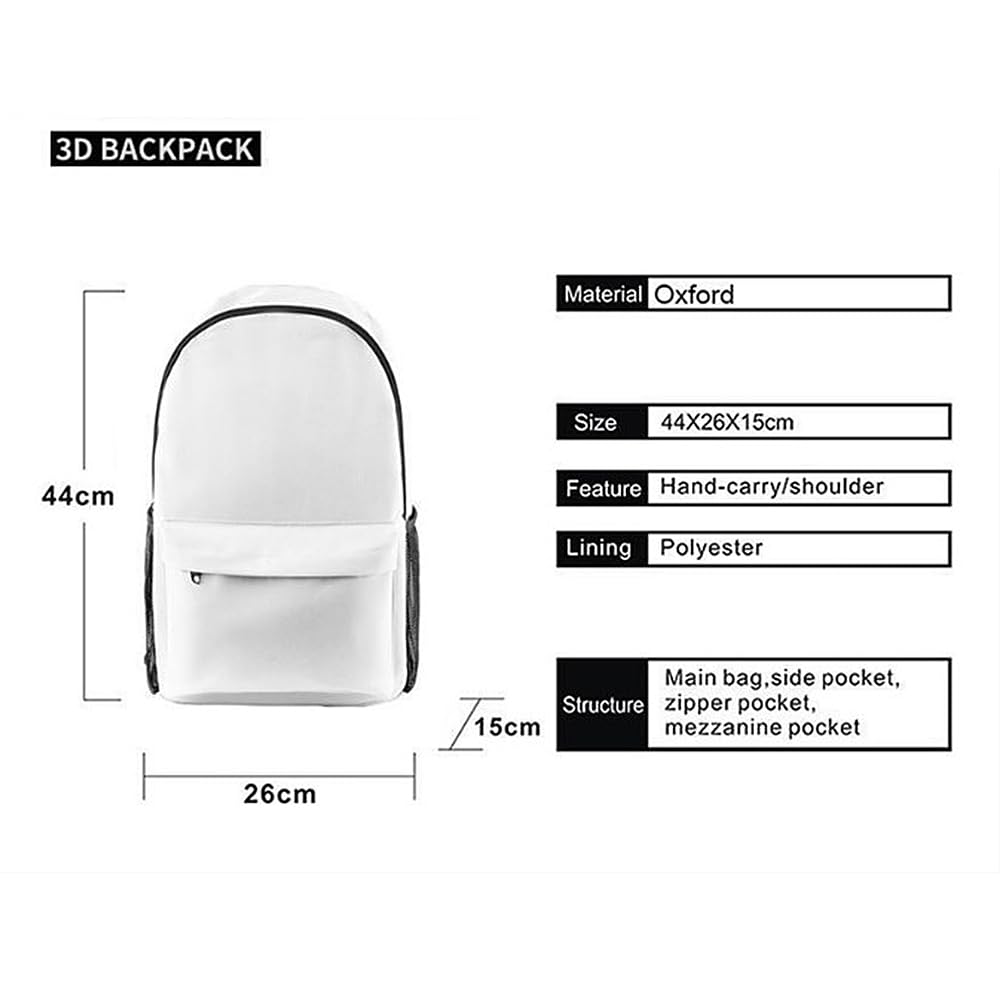 3D BACKPACK
44cm
26cm
15cm
Material Oxford
Size 44X26X15cm
Feature Hand-carry/shoulder
Lining Polyester
Structure
Main bag,side pocket,
zipper pocket,
mezzanine pocket